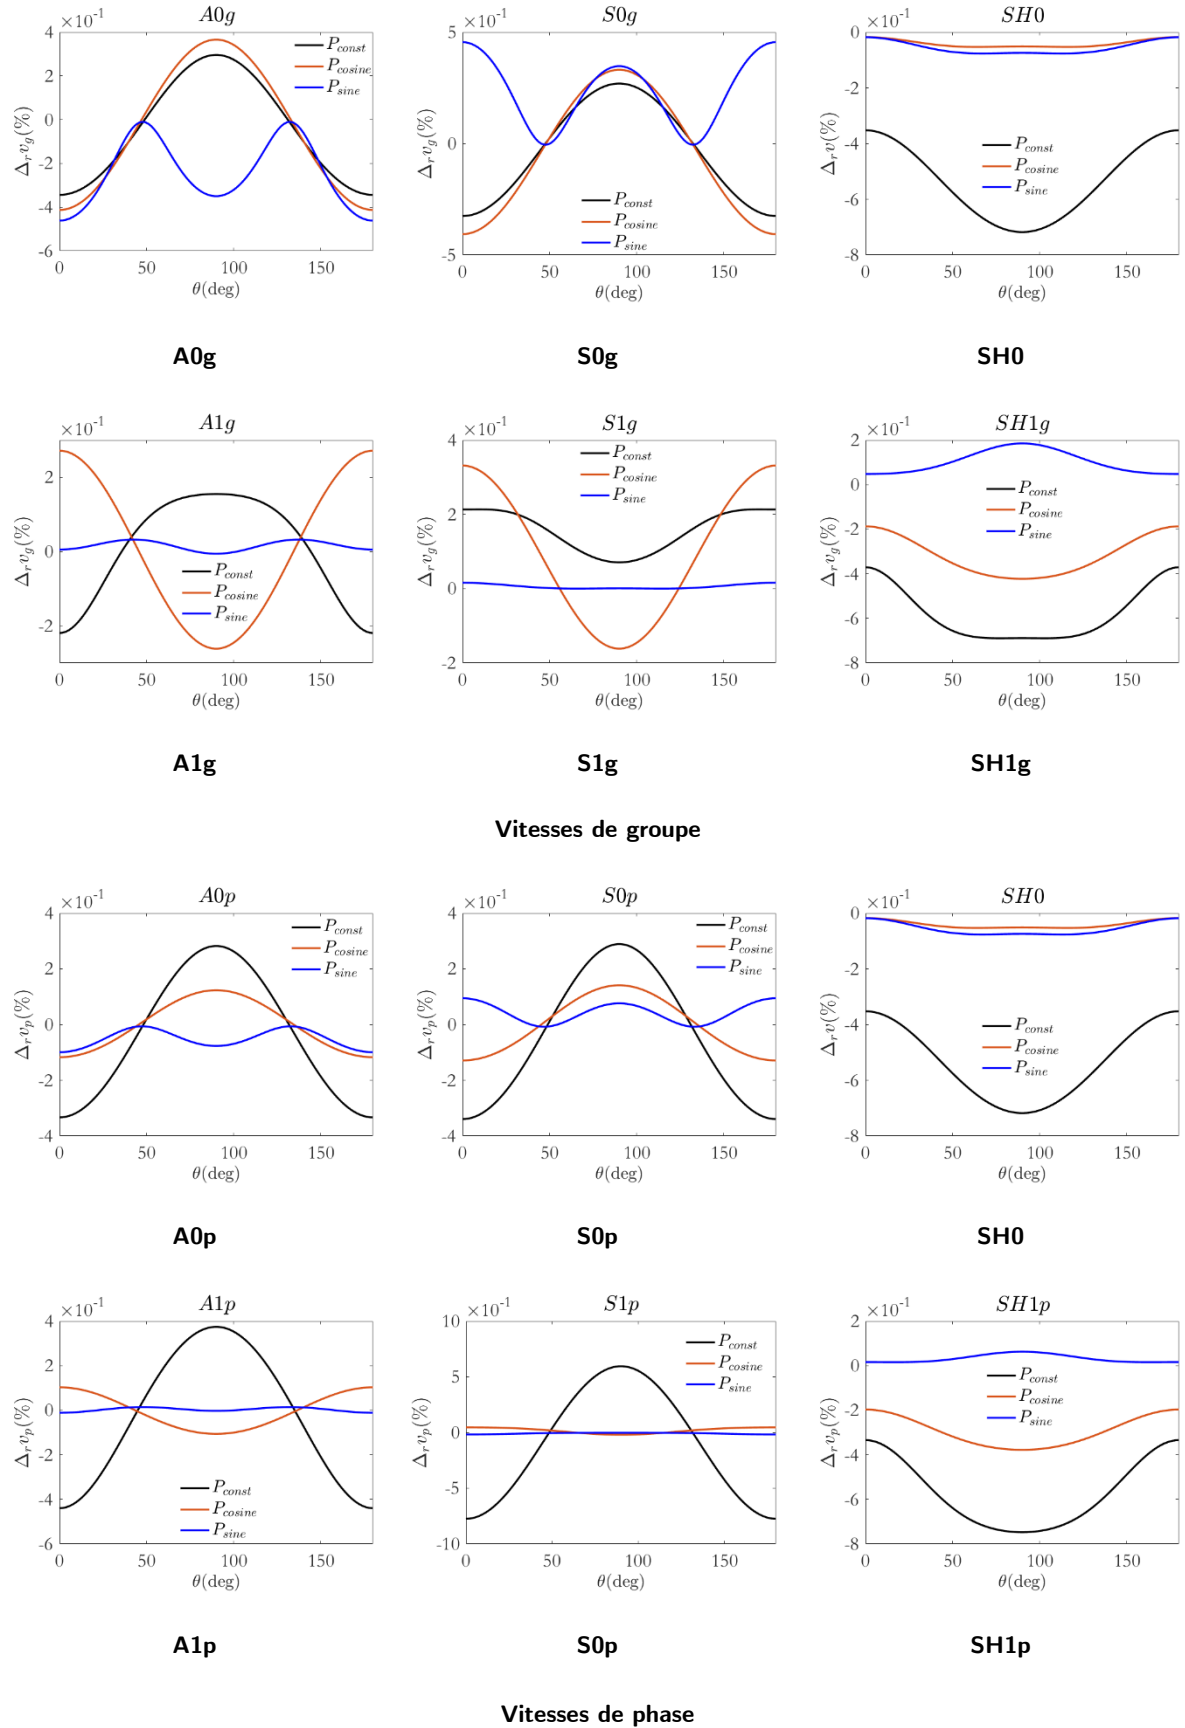 A0g
×10-1
4
2
0
-2
-4
-6
Δrvg(%)
0 50 100 150
θ(deg)
Pconst
Pcosine
Psine
A0g
S0g
×10-1
5
0
-5
Δrvg(%)
0 50 100 150
θ(deg)
Pconst
Pcosine
Psine
S0g
SH0
×10-1
0
-2
-4
-6
-8
Δrv(%)
0 50 100 150
θ(deg)
Pconst
Pcosine
Psine
SH0
A1g
×10-1
2
0
-2
Δrvg(%)
0 50 100 150
θ(deg)
Pconst
Pcosine
Psine
A1g
S1g
×10-1
4
2
0
-2
Δrvg(%)
0 50 100 150
θ(deg)
Pconst
Pcosine
Psine
S1g
SH1g
×10-1
2
0
-2
-4
-6
-8
Δrvg(%)
0 50 100 150
θ(deg)
Pconst
Pcosine
Psine
SH1g
Vitesses de groupe
A0p
×10-1
4
2
0
-2
-4
Δrvp(%)
0 50 100 150
θ(deg)
Pconst
Pcosine
Psine
A0p
S0p
×10-1
4
2
0
-2
-4
Δrvp(%)
0 50 100 150
θ(deg)
Pconst
Pcosine
Psine
S0p
SH0
×10-1
0
-2
-4
-6
-8
Δrv(%)
0 50 100 150
θ(deg)
Pconst
Pcosine
Psine
SH0
A1p
×10-1
4
2
0
-2
-4
-6
Δrvp(%)
0 50 100 150
θ(deg)
Pconst
Pcosine
Psine
A1p
S1p
×10-1
10
5
0
-5
-10
Δrvp(%)
0 50 100 150
θ(deg)
Pconst
Pcosine
Psine
S0p
SH1p
×10-1
2
0
-2
-4
-6
-8
Δrvp(%)
0 50 100 150
θ(deg)
Pconst
Pcosine
Psine
SH1p
Vitesses de phase